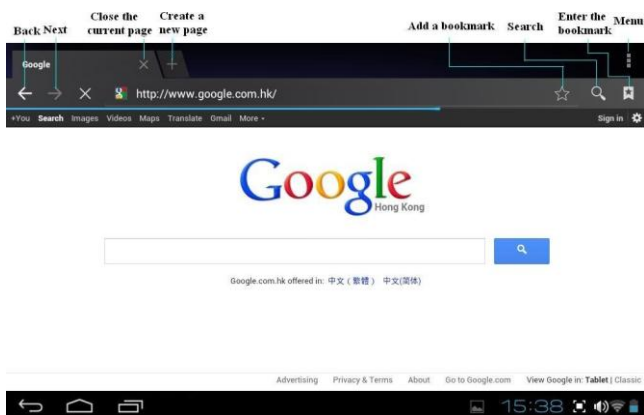 Close the Create a Enter the
Back Next current page new page Add a bookmark Search bookmark Menu
Google
http://www.google.com.hk/
+You Search Images Videos Maps Translate Gmail More Sign in
Google
Hong Kong
Google.com.hk offered in: 中文（繁體） 中文(简体)
Advertising Privacy & Terms About Go to Google.com View Google in: Tablet | Classic
15:38